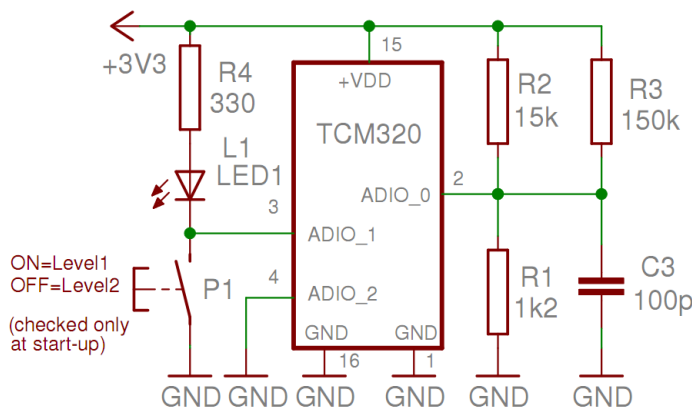 15
+3V3
R4
330
+VDD
TCM320
R2
15k
R3
150k
L1
LED1
ADIO_0
2
3
ADIO_1
ON=Level1
OFF=Level2
P1
4
ADIO_2
(checked only
at start-up)
R1
1k2
C3
100p
GND
GND
16
1
GND
GND
GND
GND
GND
GND